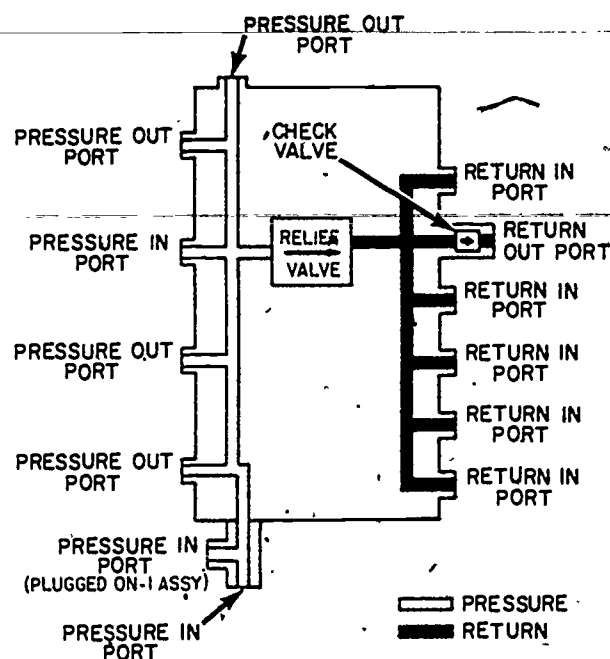 PRESSURE OUT
PORT
PRESSURE OUT
PORT
CHECK
VALVE
RETURN IN
PORT
PRESSURE IN
PORT
RELIEF
VALVE
RETURN
OUT PORT
RETURN IN
PORT
PRESSURE OUT
PORT
RETURN IN
PORT
PRESSURE OUT
PORT
RETURN IN
PORT
RETURN IN
PORT
PRESSURE IN
PORT
(PLUGGED ON-1 ASSY)
PRESSURE IN
PORT
PRESSURE
RETURN